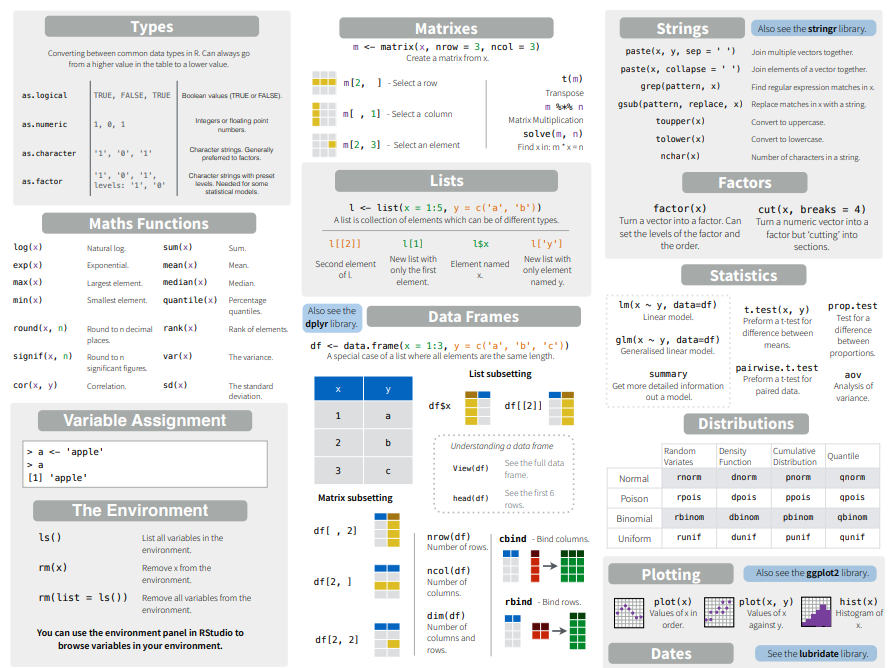 Types
Converting between common data types in R. Can always go
from a higher value in the table to a lower value.
as.logical
TRUE, FALSE, TRUE
Boolean values (TRUE or FALSE).
as.numeric
1, 0, 1
Integers or floating point
numbers.
as.character
'1', '0', '1'
Character strings. Generally
preferred to factors.
as.factor
'1', '0', '1',
levels: '1', '0'
Character strings with preset
levels. Needed for some
statistical models.
Maths Functions
log(x)
Natural log.
sum(x)
Sum.
exp(x)
Exponential.
mean(x)
Mean.
max(x)
Largest element.
median(x)
Median.
min(x)
Smallest element.
quantile(x)
Percentage
quantiles.
round(x, n)
Round to n decimal
places.
rank(x)
Rank of elements.
signif(x, n)
Round to n
significant figures.
var(x)
The variance.
cor(x, y)
Correlation.
sd(x)
The standard
deviation.
Variable Assignment
> a <- 'apple'
> a
[1] 'apple'
The Environment
ls()
List all variables in the
environment.
rm(x)
Remove x from the
environment.
rm(list = ls())
Remove all variables from the
environment.
You can use the environment panel in RStudio to
browse variables in your environment.
Matrixes
m <- matrix(x, nrow = 3, ncol = 3)
Create a matrix from x.
m[2, ] - Select a row
m[ , 1] - Select a column
m[2, 3] - Select an element
t(m)
Transpose
m %*% n
Matrix Multiplication
solve(m, n)
Find x in: m * x = n
Lists
l <- list(x = 1:5, y = c('a', 'b'))
A list is collection of elements which can be of different types.
l[[2]]
Second element
of l.
l[1]
New list with
only the first
element.
l$x
Element named
x.
l['y']
New list with
only element
named y.
Also see the
dplyr library.
Data Frames
df <- data.frame(x = 1:3, y = c('a', 'b', 'c'))
A special case of a list where all elements are the same length.
x y
1 a
2 b
3 c
List subsetting
df$x
df[[2]]
Understanding a data frame
View(df)
See the full data
frame.
head(df)
See the first 6
rows.
Matrix subsetting
df[ , 2]
df[2, ]
df[2, 2]
nrow(df)
Number of rows.
ncol(df)
Number of
columns.
dim(df)
Number of
columns and
rows.
cbind - Bind columns.
rbind - Bind rows.
Strings
Also see the stringr library.
paste(x, y, sep = ' ')
Join multiple vectors together.
paste(x, collapse = ' ')
Join elements of a vector together.
grep(pattern, x)
Find regular expression matches in x.
gsub(pattern, replace, x)
Replace matches in x with a string.
toupper(x)
Convert to uppercase.
tolower(x)
Convert to lowercase.
nchar(x)
Number of characters in a string.
Factors
factor(x)
Turn a vector into a factor. Can
set the levels of the factor and
the order.
cut(x, breaks = 4)
Turn a numeric vector into a
factor but 'cutting' into
sections.
Statistics
lm(x ~ y, data=df)
Linear model.
glm(x ~ y, data=df)
Generalised linear model.
summary
Get more detailed information
out a model.
t.test(x, y)
Preform a t-test for
difference between
means.
pairwise.t.test
Preform a t-test for
paired data.
prop.test
Test for a
difference
between
proportions.
aov
Analysis of
variance.
Distributions
Random
Variates
Density
Function
Cumulative
Distribution
Quantile
Normal rnorm dnorm pnorm qnorm
Poison rpois dpois ppois qpois
Binomial rbinom dbinom pbinom qbinom
Uniform runif dunif punif qunif
Plotting
Also see the ggplot2 library.
plot(x)
Values of x in
order.
plot(x, y)
Values of x
against y.
hist(x)
Histogram of
x.
Dates
See the lubridate library.